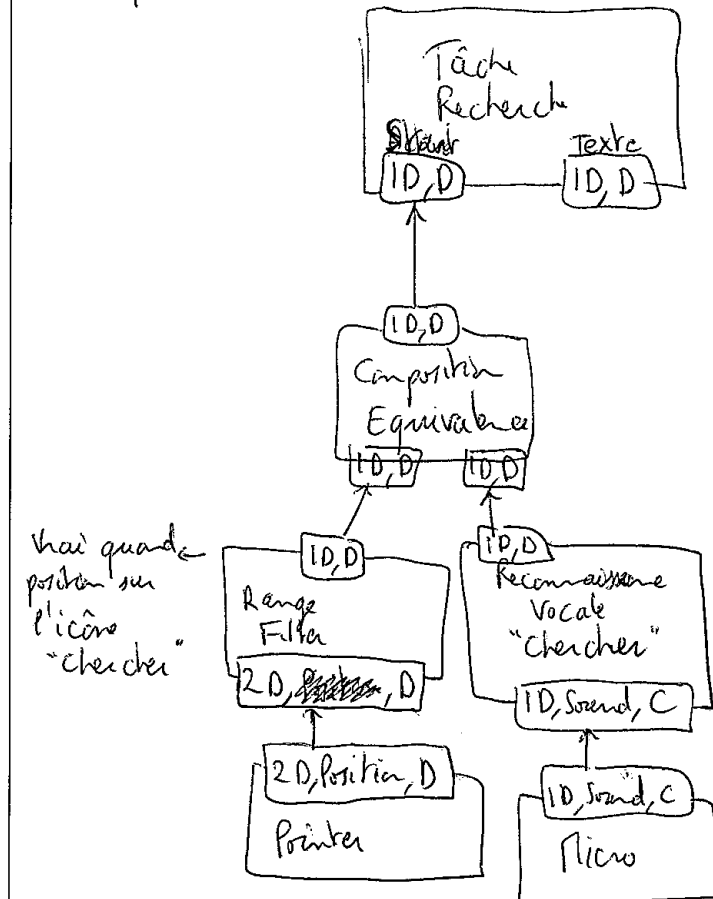 Tâche
Recherche
Texte
1D, D
1D, D
1D, D
Composition
Equivalence
1D, D
1D, D
Vrai quand
position sur
l'icône
"Chercher"
1D, D
Range
Filter
2D, , D
2D, Position, D
Pointer
1D, D
Reconnaissance
Vocale
"Chercher"
1D, Sound, C
1D, Sound, C
Micro